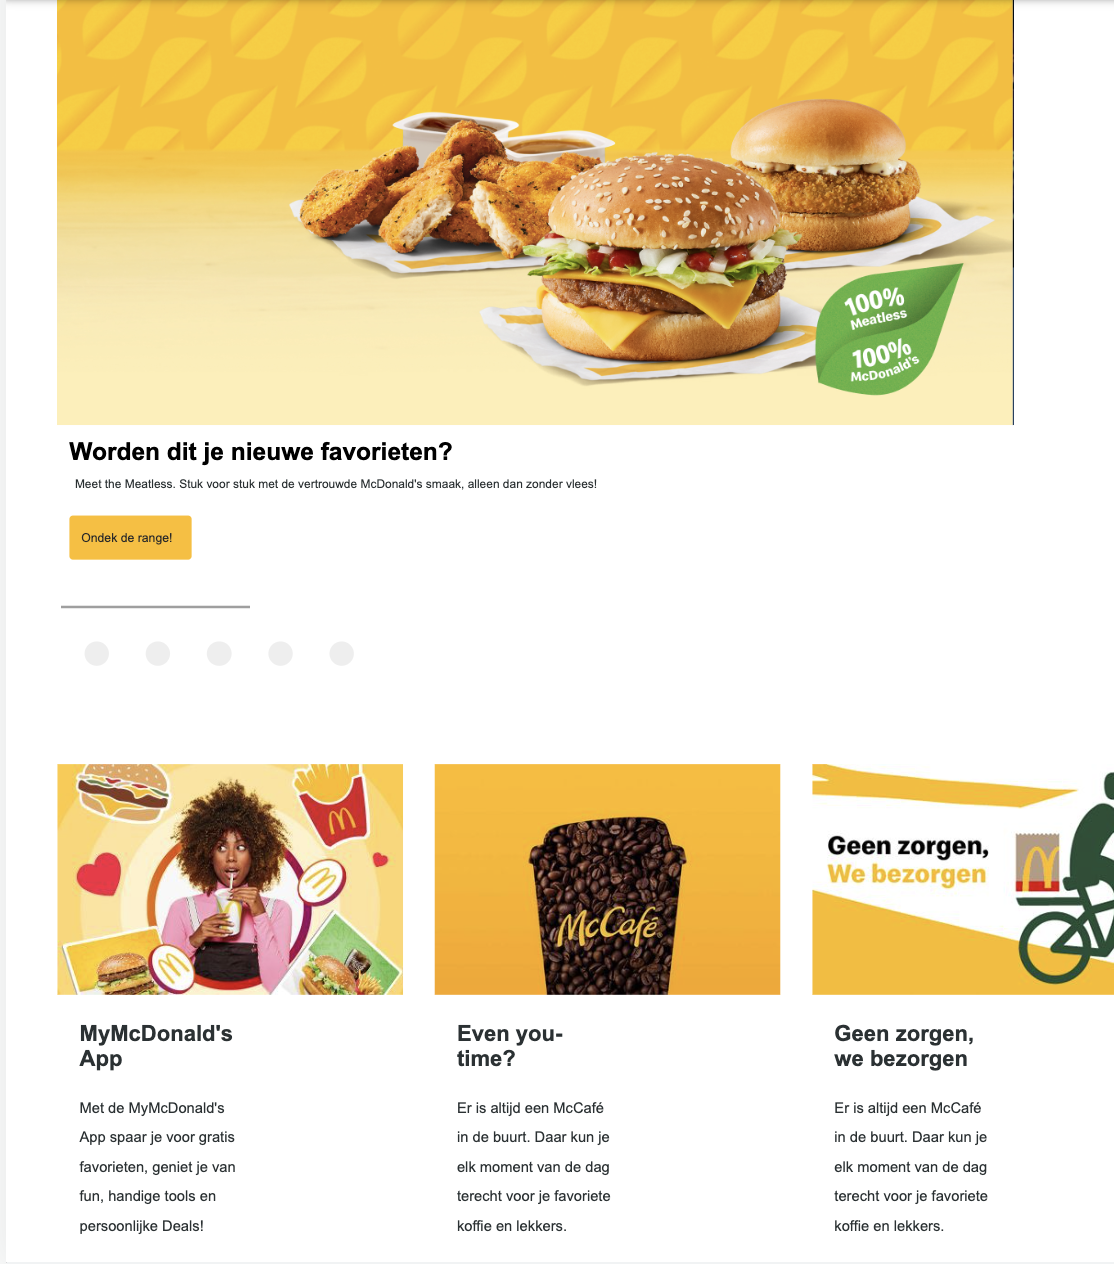 100%
Meatless
100%
McDonald's
Worden dit je nieuwe favorieten?
Meet the Meatless. Stuk voor stuk met de vertrouwde McDonald's smaak, alleen dan zonder vlees!
Ondek de range!
McCafé
Geen zorgen,
We bezorgen
MyMcDonald's
App
Met de MyMcDonald's
App spaar je voor gratis
favorieten, geniet je van
fun, handige tools en
persoonlijke Deals!
Even you-
time?
Er is altijd een McCafé
in de buurt. Daar kun je
elk moment van de dag
terecht voor je favoriete
koffie en lekkers.
Geen zorgen,
we bezorgen
Er is altijd een McCafé
in de buurt. Daar kun je
elk moment van de dag
terecht voor je favoriete
koffie en lekkers.